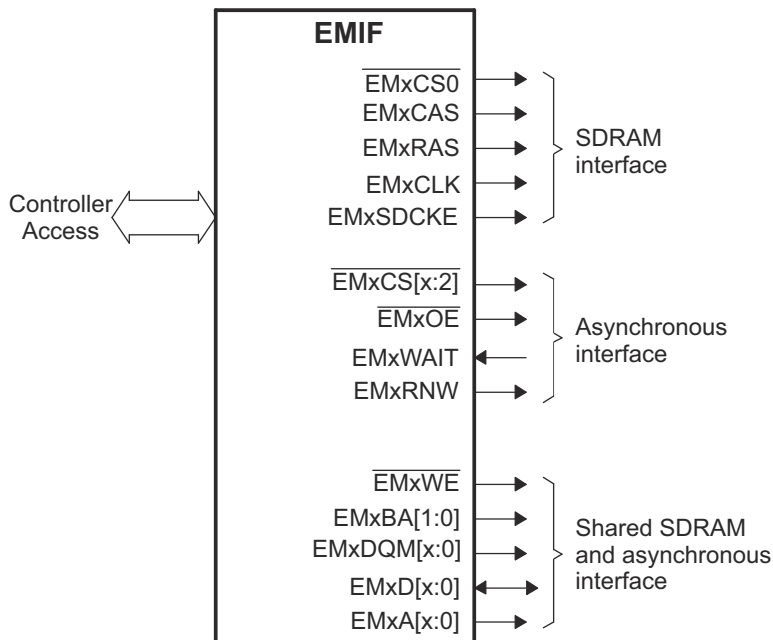 EMIF
EMxCS0
EMxCAS
EMxRAS
EMxCLK
EMxSDCKE
SDRAM
interface
Controller
Access
EMxCS[x:2]
EMxOE
EMxWAIT
EMxRNW
Asynchronous
interface
EMxWE
EMxBA[1:0]
EMxDQM[x:0]
EMxD[x:0]
EMxA[x:0]
Shared SDRAM
and asynchronous
interface